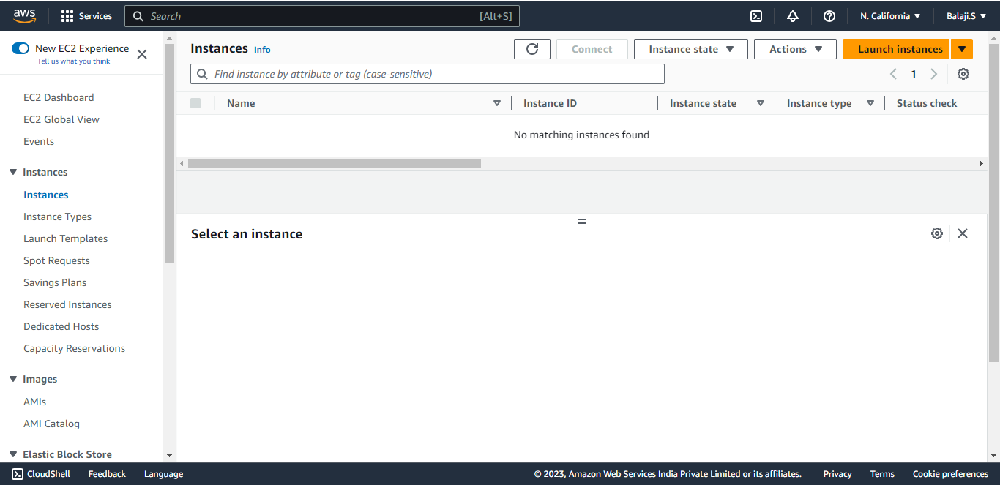 aws Services Search [Alt+S] N. California Balaji.S
New EC2 Experience
Tell us what you think
EC2 Dashboard
EC2 Global View
Events
Instances
Instances
Instance Types
Launch Templates
Spot Requests
Savings Plans
Reserved Instances
Dedicated Hosts
Capacity Reservations
Images
AMIs
AMI Catalog
Elastic Block Store
Instances Info Connect Instance state Actions Launch instances
Find instance by attribute or tag (case-sensitive) 1
Name Instance ID Instance state Instance type Status check
No matching instances found
Select an instance
CloudShell Feedback Language © 2023, Amazon Web Services India Private Limited or its affiliates. Privacy Terms Cookie preferences